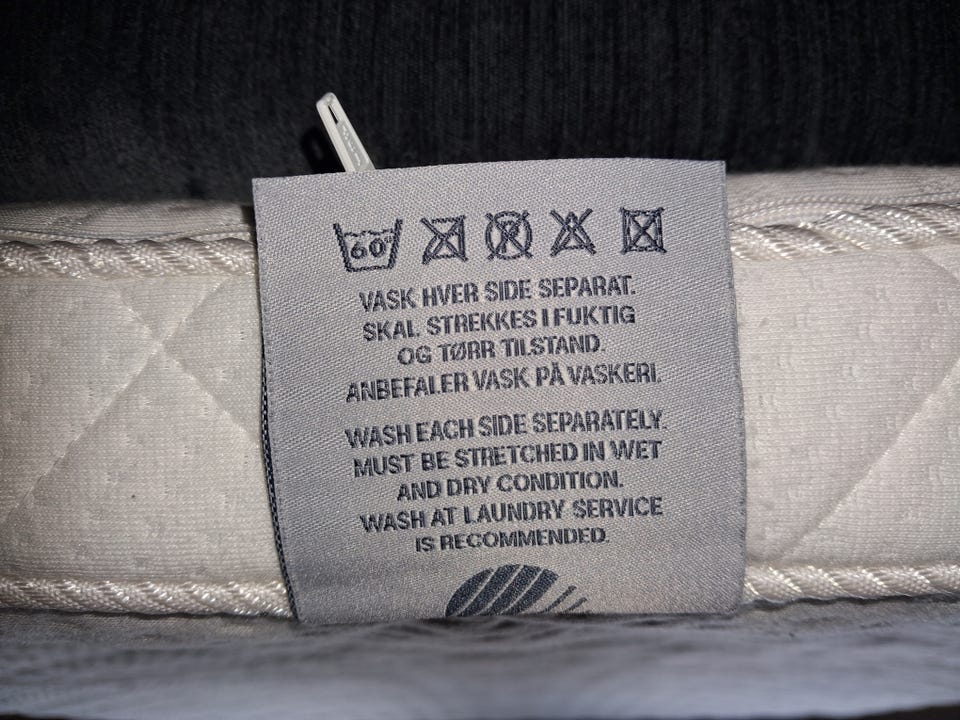 60°
P
VASK HVER SIDE SEPARAT.
SKAL STREKKES I FUKTIG
OG TØRR TILSTAND.
ANBEFALER VASK PÅ VASKERI.
WASH EACH SIDE SEPARATELY.
MUST BE STRETCHED IN WET
AND DRY CONDITION.
WASH AT LAUNDRY SERVICE
IS RECOMMENDED.